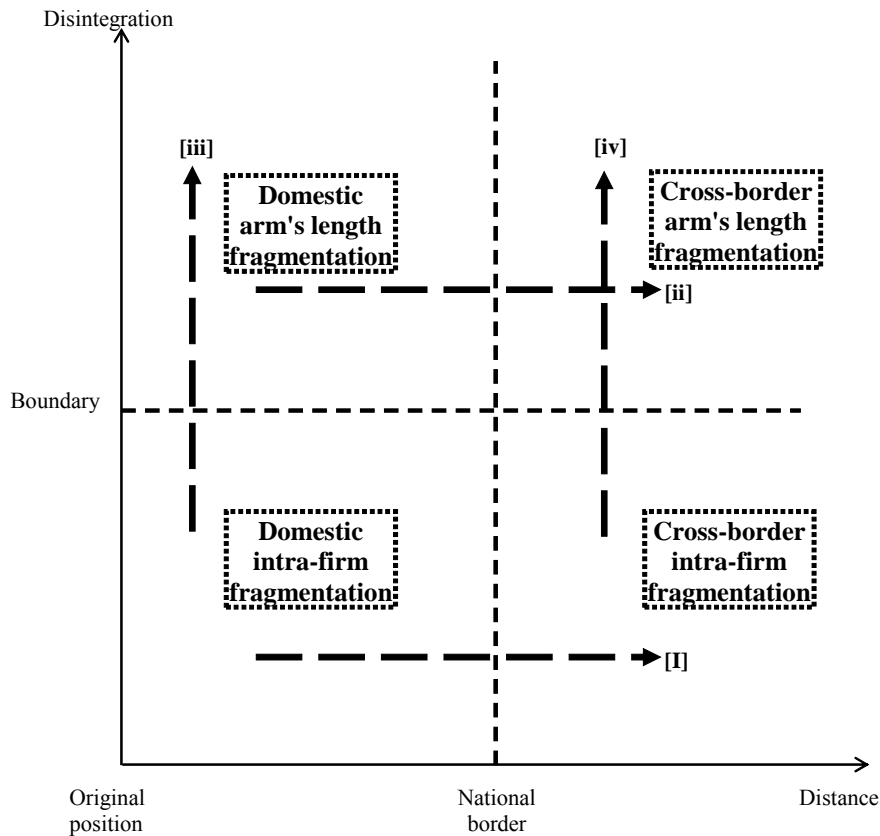 Disintegration
[iii]
[iv]
Domestic
arm's length
fragmentation
Cross-border
arm's length
fragmentation
[ii]
Boundary
Domestic
intra-firm
fragmentation
Cross-border
intra-firm
fragmentation
[I]
Original
position
National
border
Distance